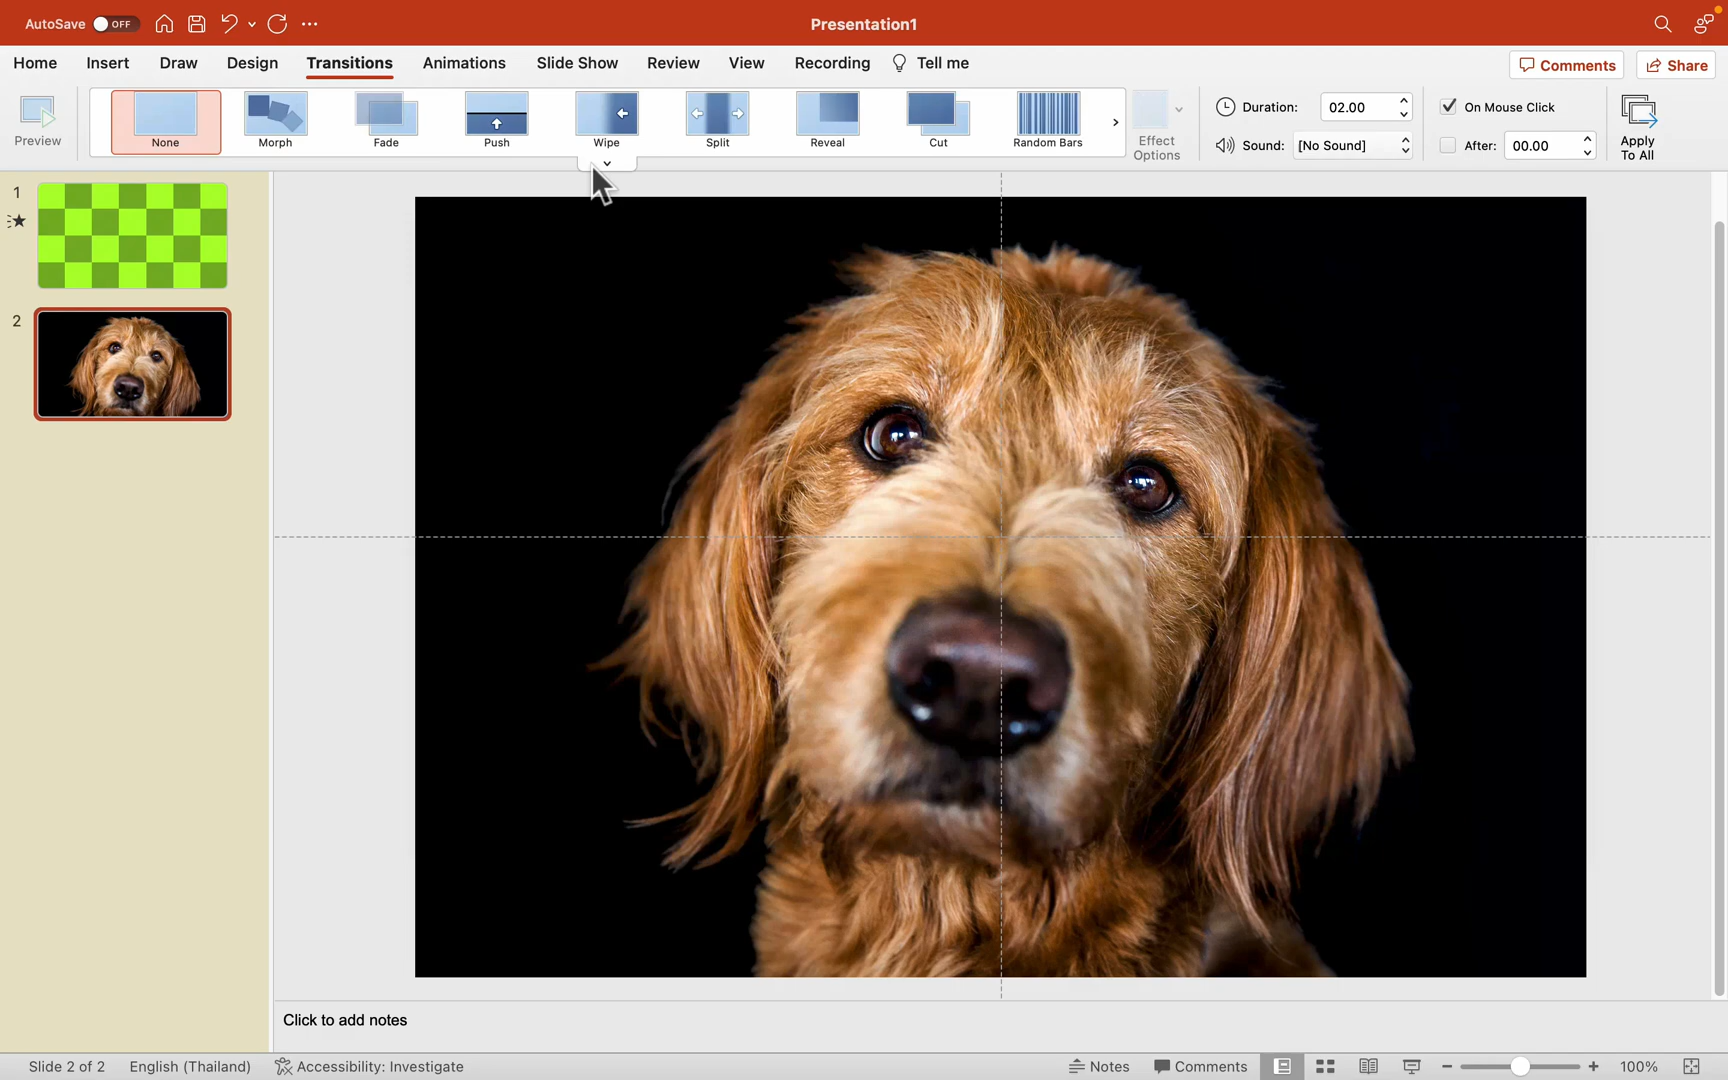 AutoSave OFF Presentation1
Home Insert Draw Design Transitions Animations Slide Show Review View Recording Tell me Comments Share
Preview None Morph Fade Push Wipe Split Reveal Cut Random Bars Effect Options
Duration: 02.00 On Mouse Click
Sound: [No Sound] After: 00.00
Apply To All
1
2
Click to add notes
Slide 2 of 2 English (Thailand) Accessibility: Investigate Notes Comments 100%